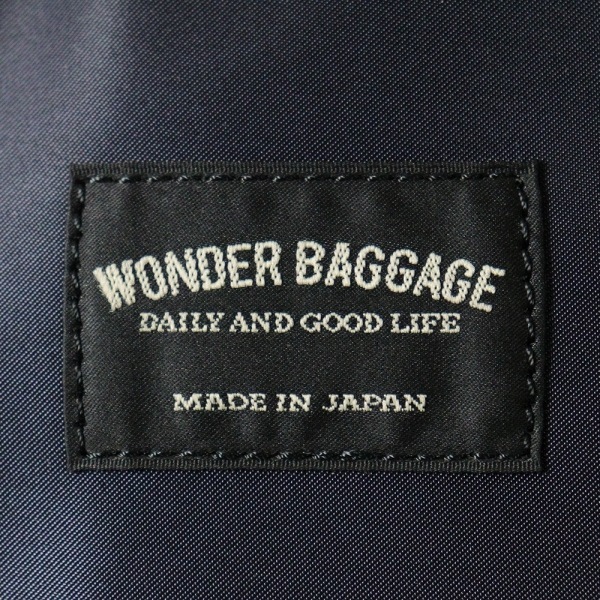 WONDER BAGGAGE
DAILY AND GOOD LIFE
MADE IN JAPAN